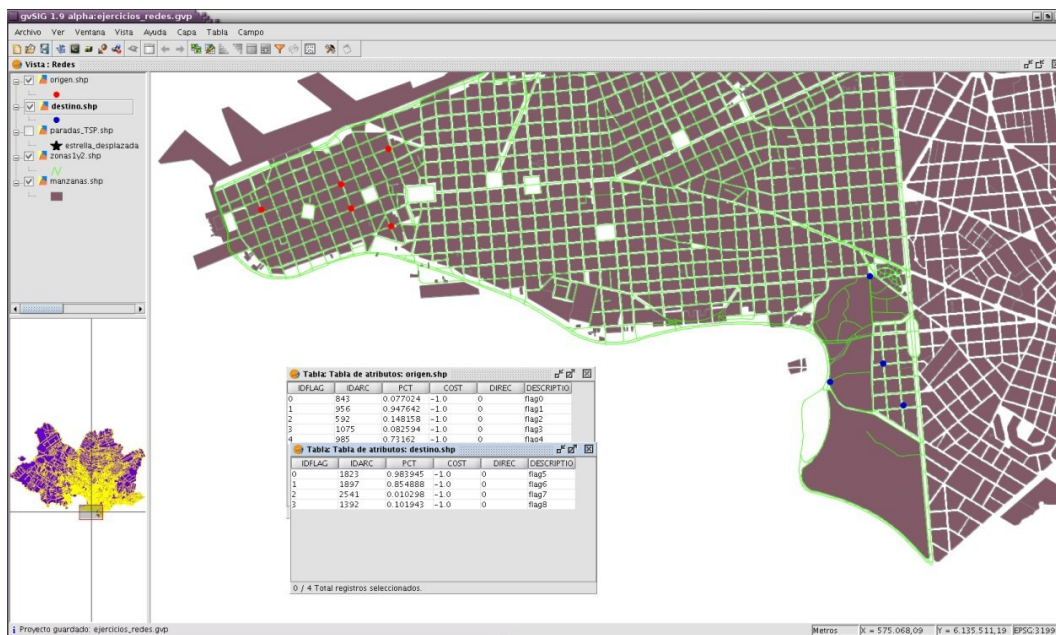 gvSIG 1.9 alpha:ejercicios_redes.gvp
Archivo Ver Ventana Vista Ayuda Capa Tabla Campo
Vista : Redes
origen.shp
destino.shp
paradas_TSP.shp
estrella_desplazada
zonas1y2.shp
manzanas.shp
Tabla: Tabla de atributos: origen.shp
IDFLAG IDARC PCT COST DIREC DESCRIPTIO
0 843 0.077024 -1.0 0 flag0
1 956 0.947642 -1.0 0 flag1
2 592 0.148158 -1.0 0 flag2
3 1075 0.082594 -1.0 0 flag3
4 985 0.73162 -1.0 0 flag4
Tabla: Tabla de atributos: destino.shp
IDFLAG IDARC PCT COST DIREC DESCRIPTIO
0 1823 0.983945 -1.0 0 flag5
1 1897 0.854888 -1.0 0 flag6
2 2541 0.010298 -1.0 0 flag7
3 1392 0.101943 -1.0 0 flag8
0 / 4 Total registros seleccionados.
Proyecto guardado: ejercicios_redes.gvp
Metros X = 575.068,09 Y = 6.135.511,19 EPSG:3199